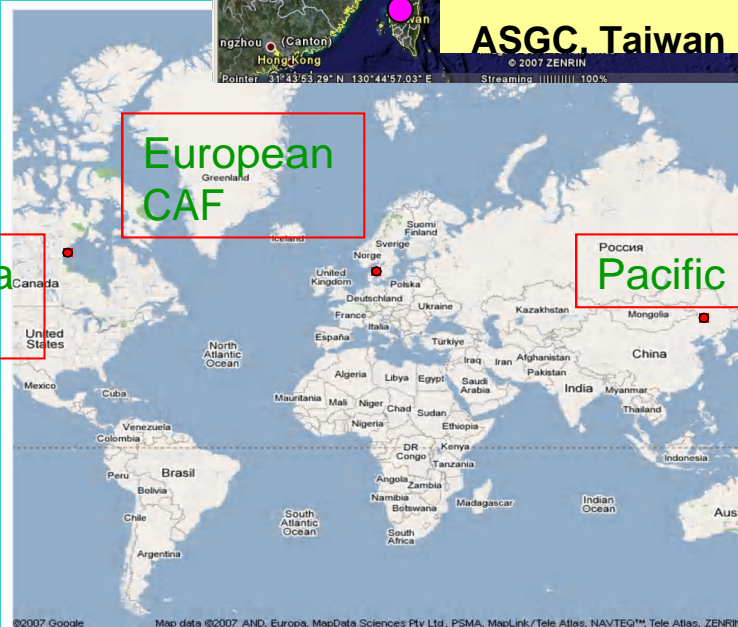 ngzhou (Canton)
Hong Kong
ASGC, Taiwan
© 2007 ZENRIN
Pointer 31°43'53.29" N 130°44'57.03" E Streaming |||||||||| 100%
European
CAF
Greenland
Iceland
Suomi
Finland
Sverige
Norge
a
Canada
United
Kingdom
Polska
Deutschland
Ukraine
France
Italia
España
Türkiye
Россия
Pacific
Kazakhstan
Mongolia
United
States
North
Atlantic
Ocean
China
Iraq
Iran
Afghanistan
Pakistan
Algeria
Libya
Egypt
Saudi
Arabia
India
Myanmar
Thailand
Mexico
Cuba
Mauritania
Mali
Niger
Chad
Sudan
Nigeria
Ethiopia
Venezuela
Colombia
DR
Congo
Kenya
Tanzania
Indonesia
Peru
Brasil
Bolivia
Angola
Zambia
Namibia
Botswana
Madagascar
Indian
Ocean
Chile
South
Atlantic
Ocean
South
Africa
Aus
Argentina
©2007 Google
Map data ©2007 AND, Europa, MapData Sciences Pty Ltd, PSMA, MapLink/Tele Atlas, NAVTEQ™, Tele Atlas, ZENRIN